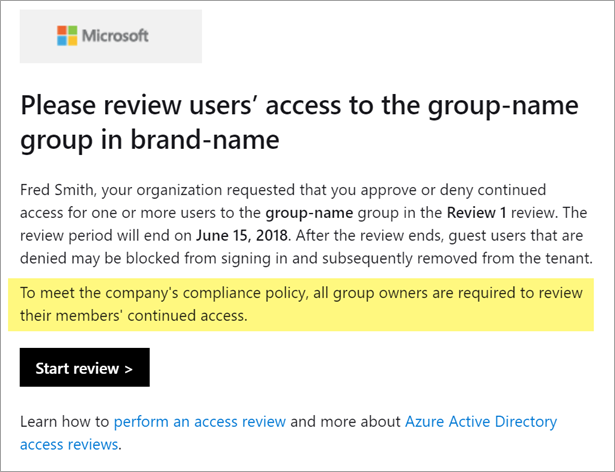 Microsoft
Please review users’ access to the group-name
group in brand-name
Fred Smith, your organization requested that you approve or deny continued
access for one or more users to the group-name group in the Review 1 review. The
review period will end on June 15, 2018. After the review ends, guest users that are
denied may be blocked from signing in and subsequently removed from the tenant.
To meet the company's compliance policy, all group owners are required to review
their members' continued access.
Start review >
Learn how to perform an access review and more about Azure Active Directory
access reviews.